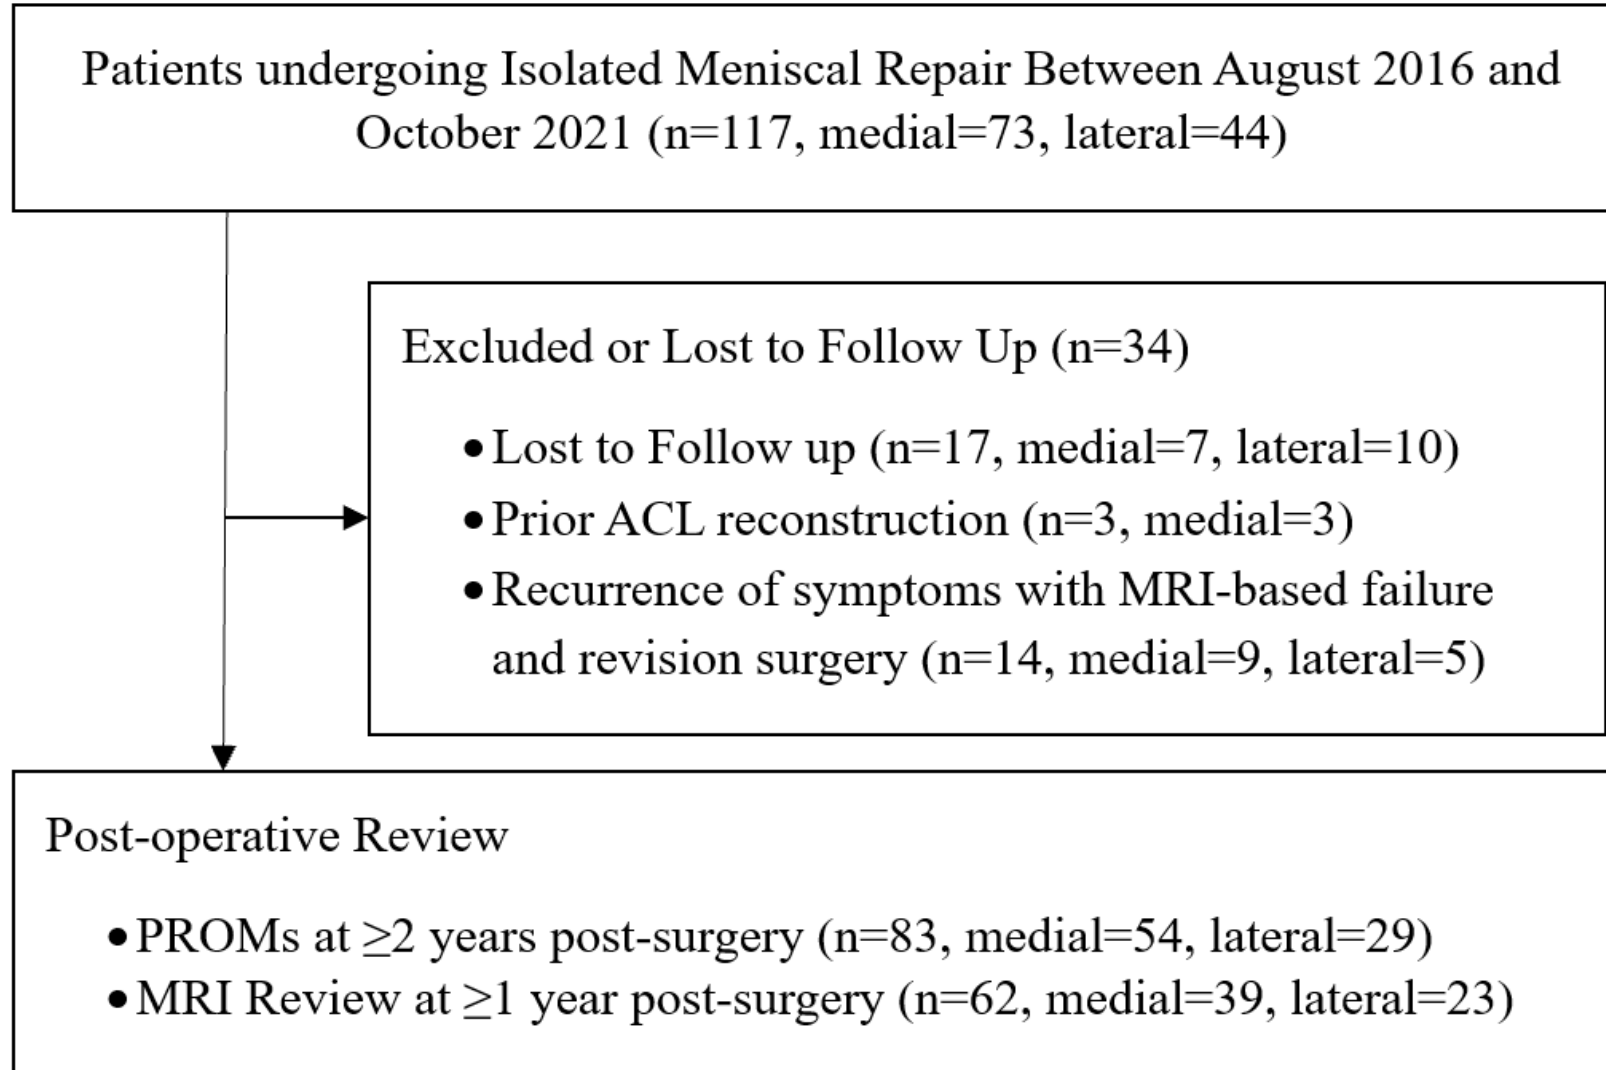 Patients undergoing Isolated Meniscal Repair Between August 2016 and
October 2021 (n=117, medial=73, lateral=44)
Excluded or Lost to Follow Up (n=34)
• Lost to Follow up (n=17, medial=7, lateral=10)
• Prior ACL reconstruction (n=3, medial=3)
• Recurrence of symptoms with MRI-based failure
and revision surgery (n=14, medial=9, lateral=5)
Post-operative Review
• PROMs at ≥2 years post-surgery (n=83, medial=54, lateral=29)
• MRI Review at ≥1 year post-surgery (n=62, medial=39, lateral=23)